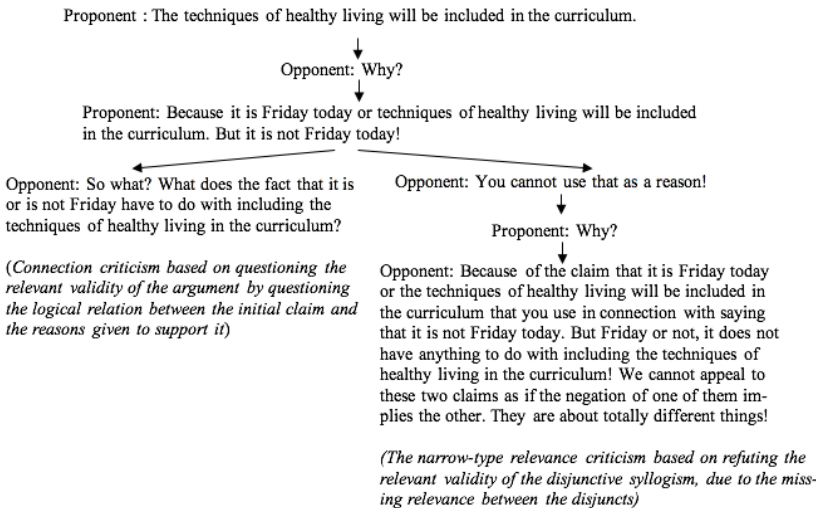 Proponent : The techniques of healthy living will be included in the curriculum.
Opponent: Why?
Proponent: Because it is Friday today or techniques of healthy living will be included
in the curriculum. But it is not Friday today!
Opponent: So what? What does the fact that it is
or is not Friday have to do with including the
techniques of healthy living in the curriculum?
(Connection criticism based on questioning the
relevant validity of the argument by questioning
the logical relation between the initial claim and
the reasons given to support it)
Opponent: You cannot use that as a reason!
Proponent: Why?
Opponent: Because of the claim that it is Friday today
or the techniques of healthy living will be included in
the curriculum that you use in connection with saying
that it is not Friday today. But Friday or not, it does not
have anything to do with including the techniques of
healthy living in the curriculum! We cannot appeal to
these two claims as if the negation of one of them im-
plies the other. They are about totally different things!
(The narrow-type relevance criticism based on refuting the
relevant validity of the disjunctive syllogism, due to the miss-
ing relevance between the disjuncts)